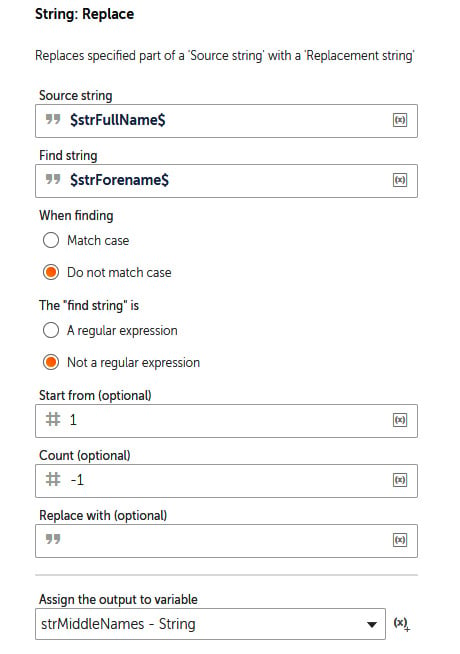 String: Replace
Replaces specified part of a 'Source string' with a 'Replacement string'
Source string
$strFullName$ (x)
Find string
$strForename$ (x)
When finding
Match case
Do not match case
The "find string" is
A regular expression
Not a regular expression
Start from (optional)
# 1 (x)
Count (optional)
# -1 (x)
Replace with (optional)
(x)
Assign the output to variable
strMiddleNames - String (x)+